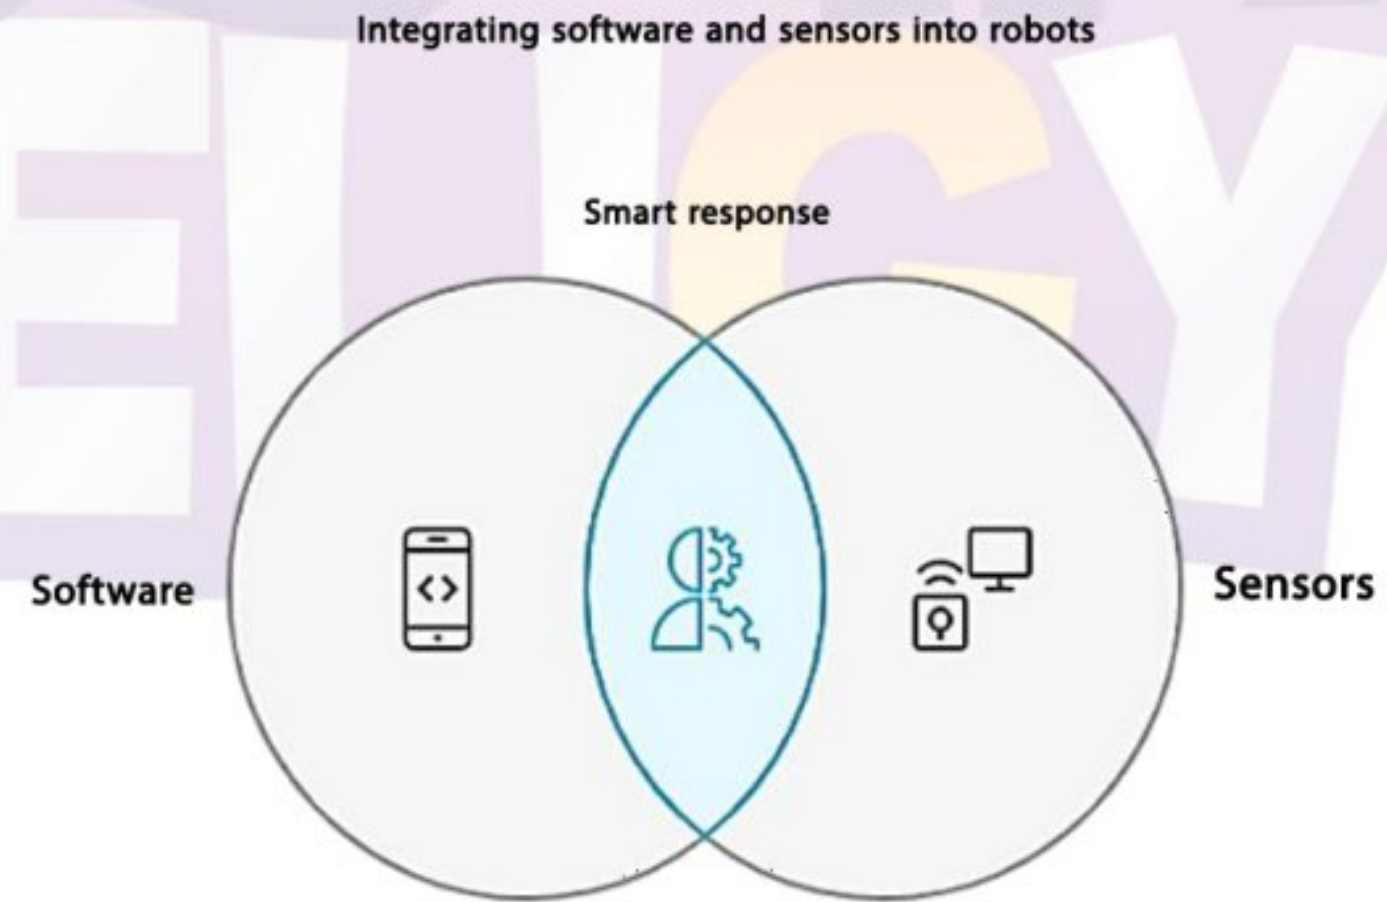 Integrating software and sensors into robots
Smart response
Software
Sensors